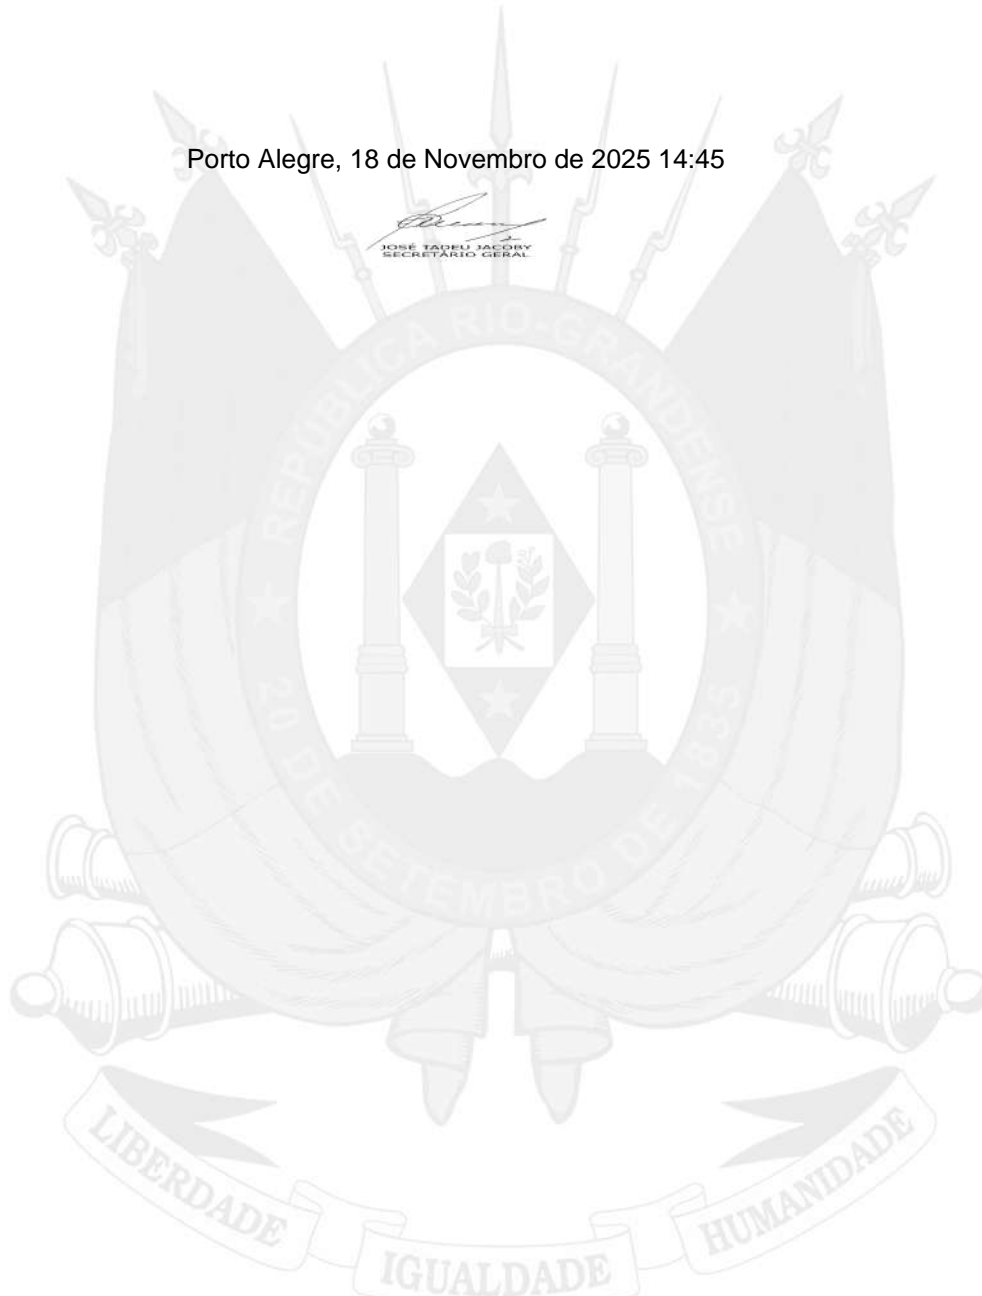 Porto Alegre, 18 de Novembro de 2025 14:45
JOSÉ TADEU JACOBY
SECRETÁRIO GERAL
REPÚBLICA RIO-GRANDENSE
20 DE SETEMBRO DE 1835
LIBERDADE
IGUALDADE
HUMANIDADE